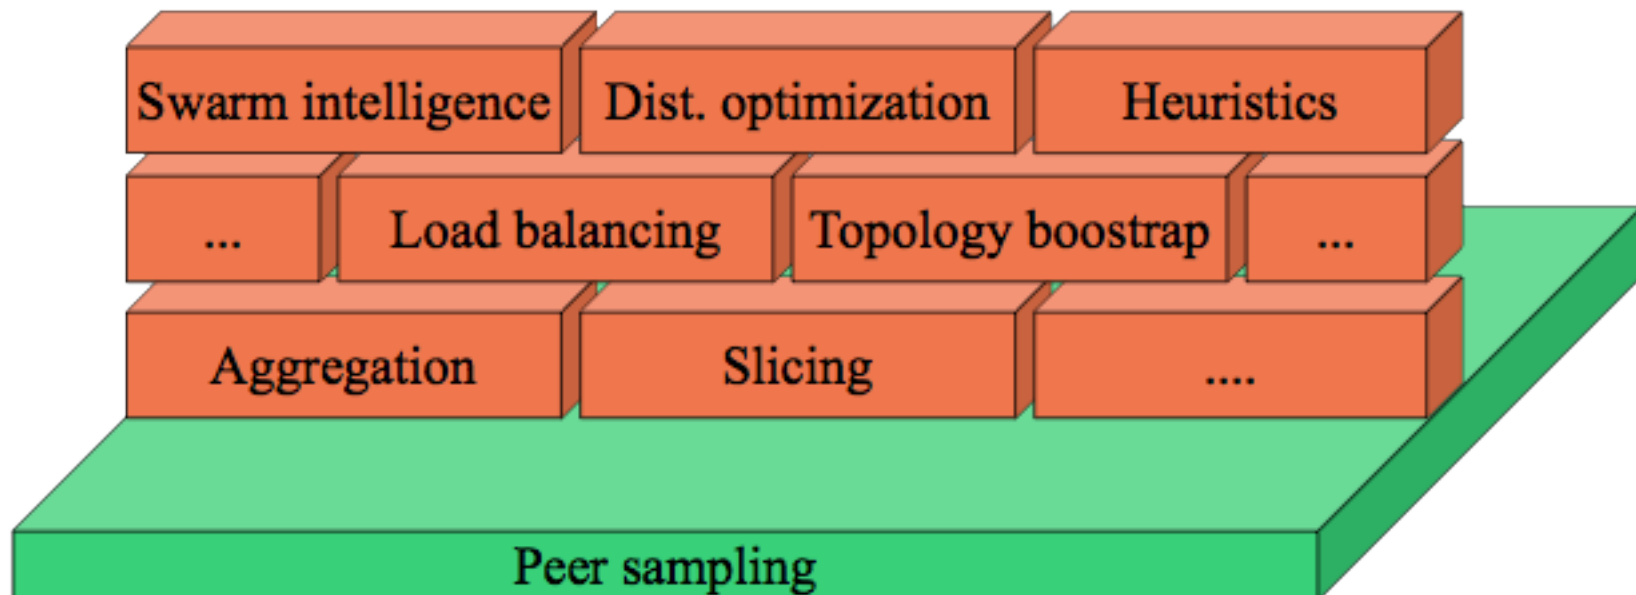 Swarm intelligence Dist. optimization Heuristics
... Load balancing Topology boostrap ...
Aggregation Slicing ....
Peer sampling